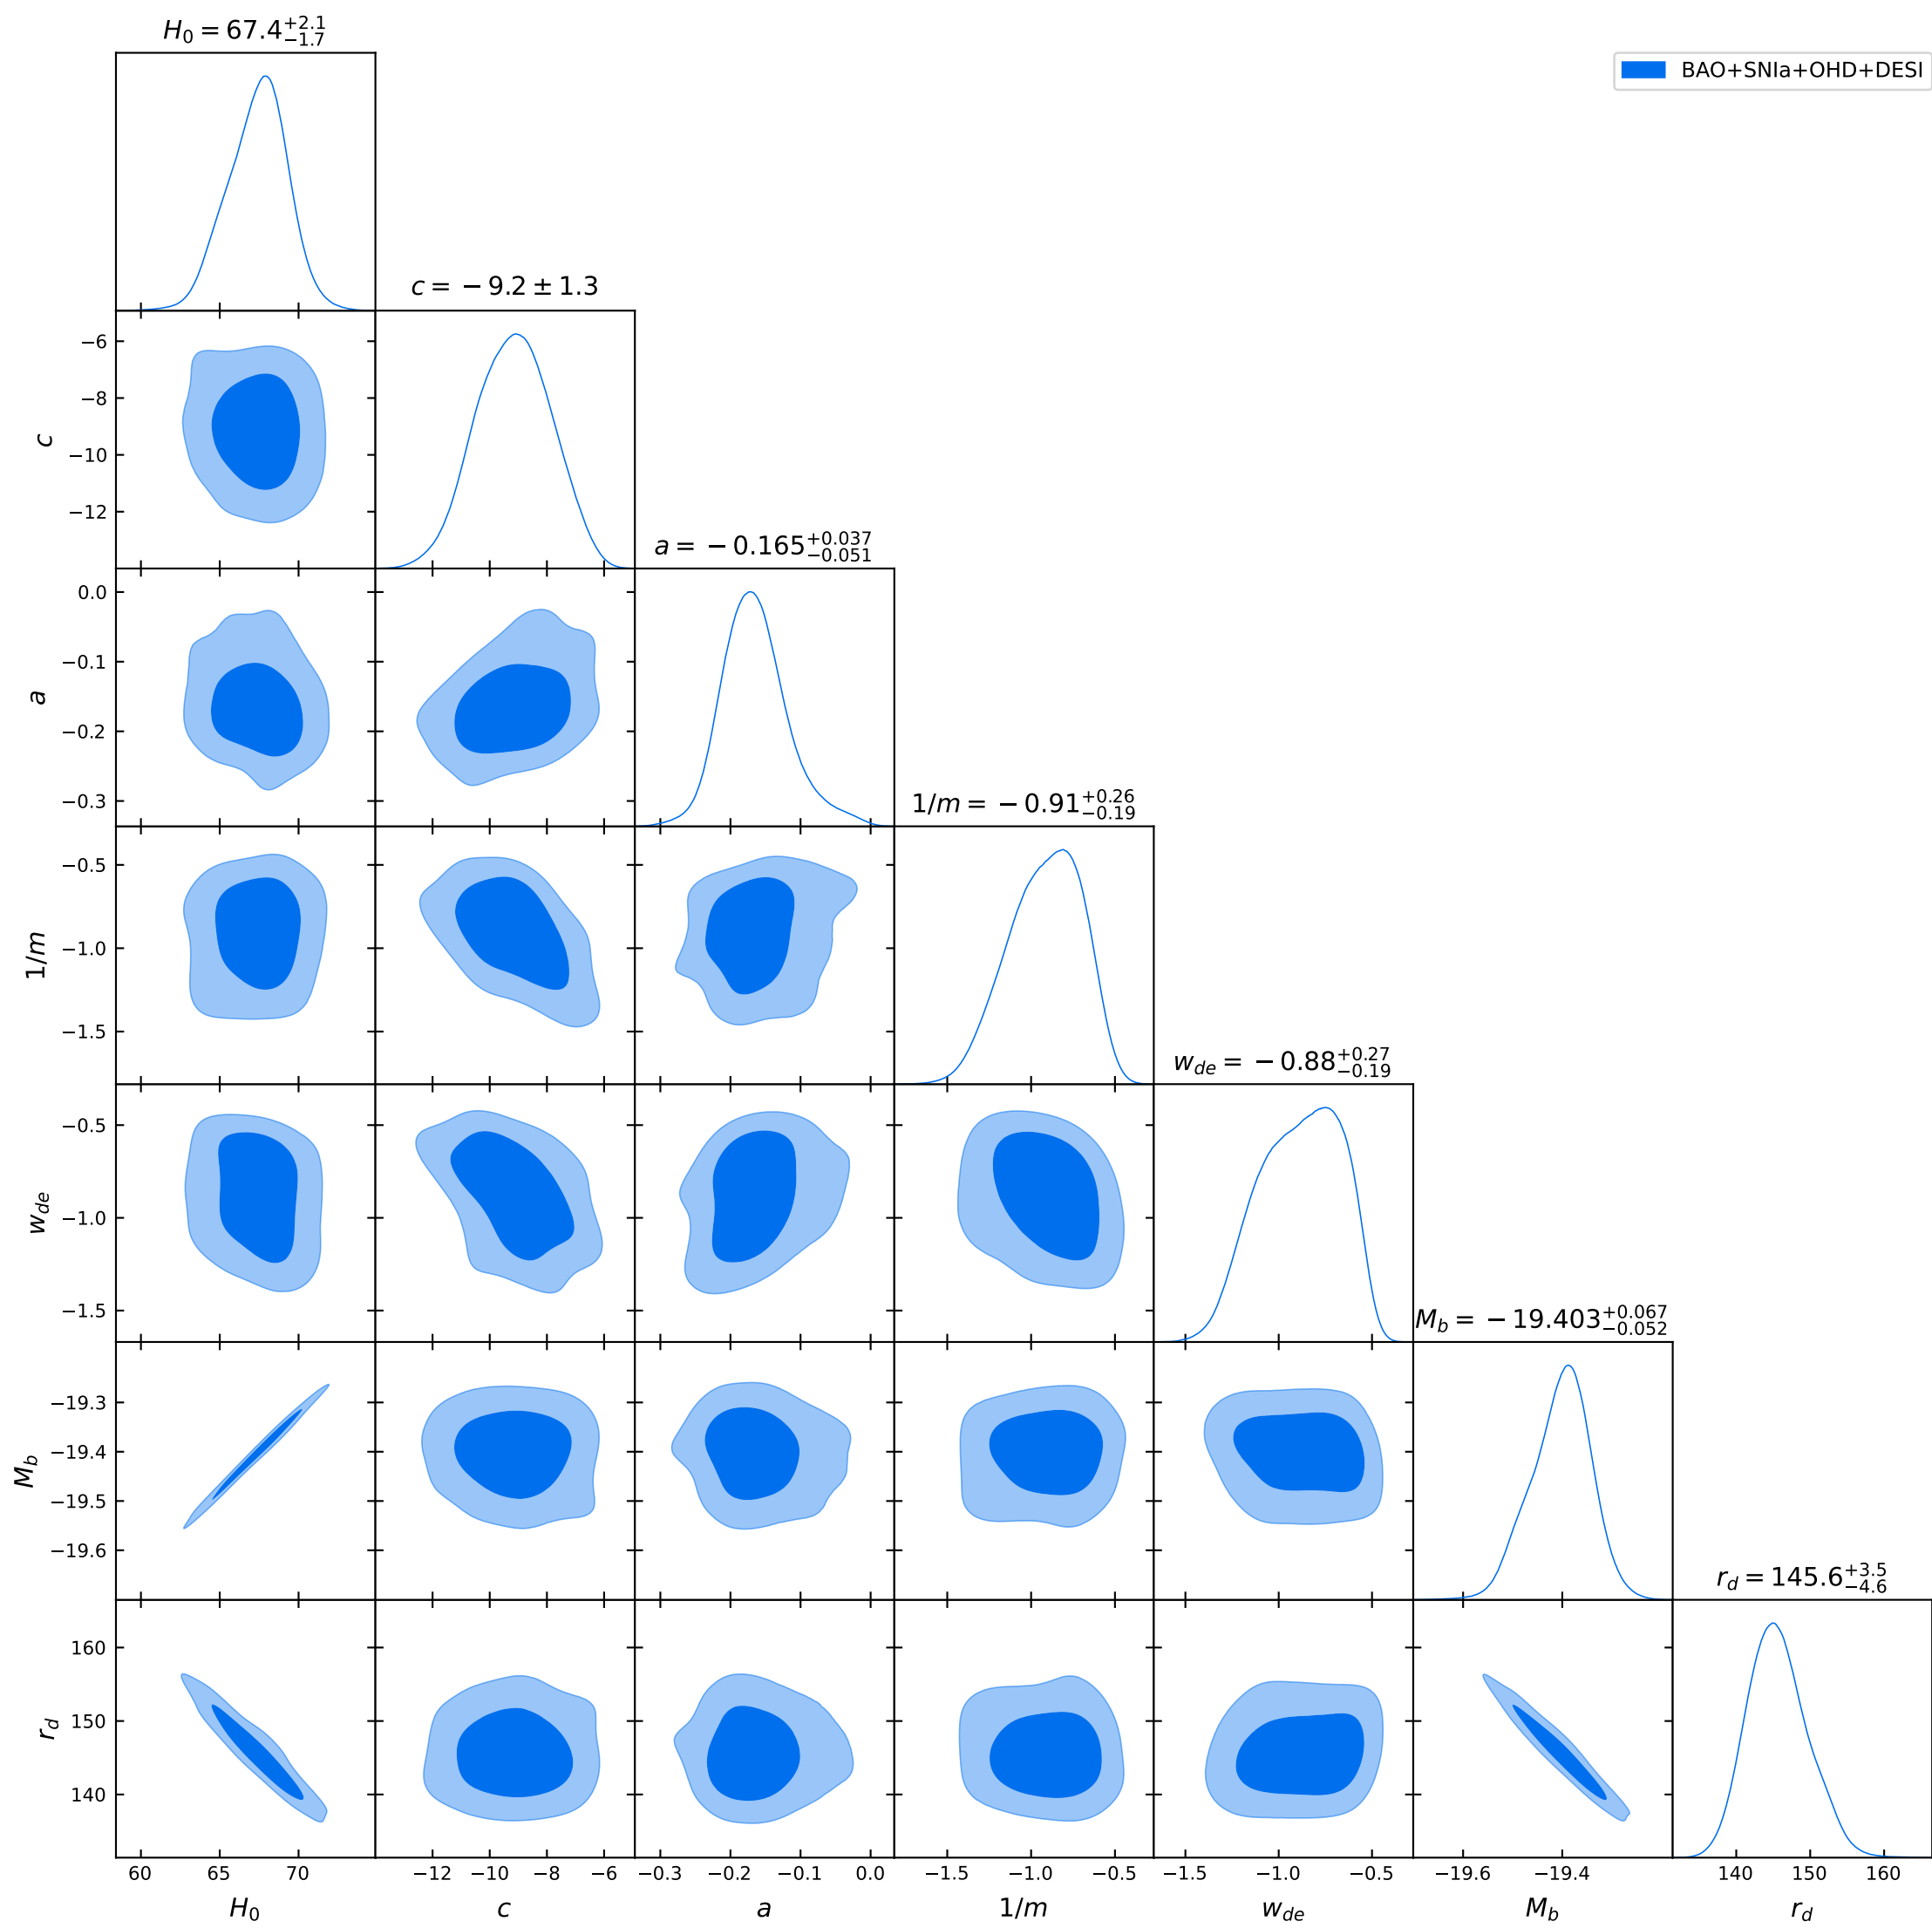 H₀ = 67.4⁺²·¹₋₁.₇
BAO+SNIa+OHD+DESI
c = −9.2 ± 1.3
−6
−8
c
−10
−12
a = −0.165⁺⁰·⁰³⁷₋₀.₀₅₁
0.0
−0.1
a
−0.2
−0.3
1/m = −0.91⁺⁰·²⁶₋₀.₁₉
−0.5
1/m
−1.0
−1.5
w_de = −0.88⁺⁰·²⁷₋₀.₁₉
−0.5
w_de
−1.0
−1.5
M_b = −19.403⁺⁰·⁰⁶⁷₋₀.₀₅₂
−19.3
−19.4
M_b
−19.5
−19.6
r_d = 145.6⁺³·⁵₋₄.₆
160
r_d
150
140
60 65 70 −12 −10 −8 −6 −0.3 −0.2 −0.1 0.0 −1.5 −1.0 −0.5 −1.5 −1.0 −0.5 −19.6 −19.4 140 150 160
H₀ c a 1/m w_de M_b r_d